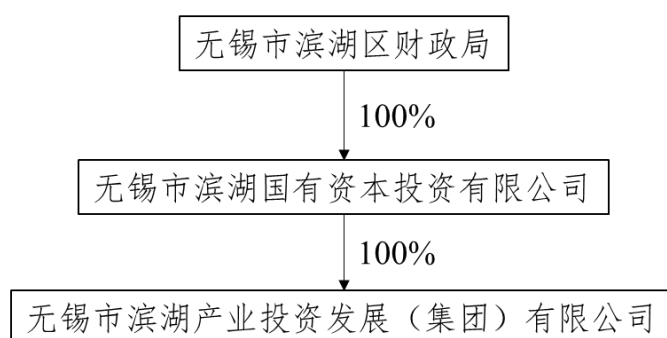 无锡市滨湖区财政局
100%
无锡市滨湖国有资本投资有限公司
100%
无锡市滨湖产业投资发展（集团）有限公司